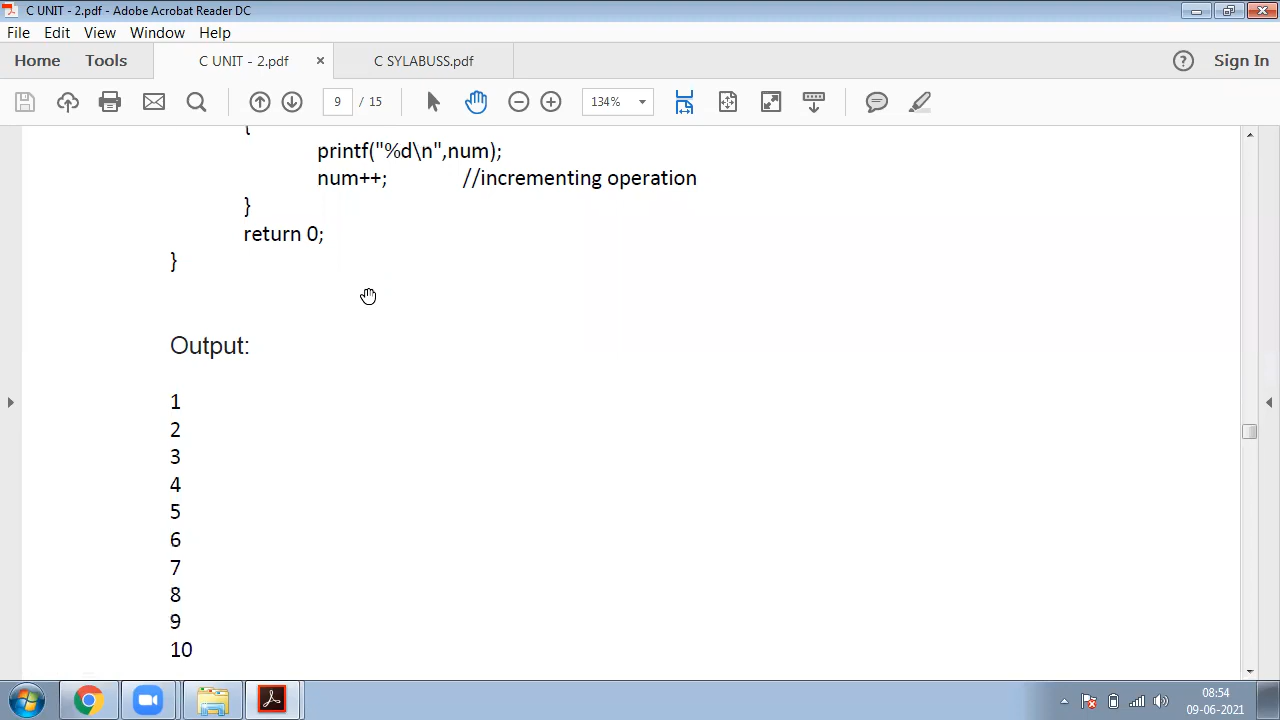 C UNIT - 2.pdf - Adobe Acrobat Reader DC
File Edit View Window Help
Home Tools C UNIT - 2.pdf × C SYLABUSS.pdf ? Sign In
9 / 15 134%
{
printf("%d\n",num);
num++; //incrementing operation
}
return 0;
}
Output:
1
2
3
4
5
6
7
8
9
10
08:54
09-06-2021